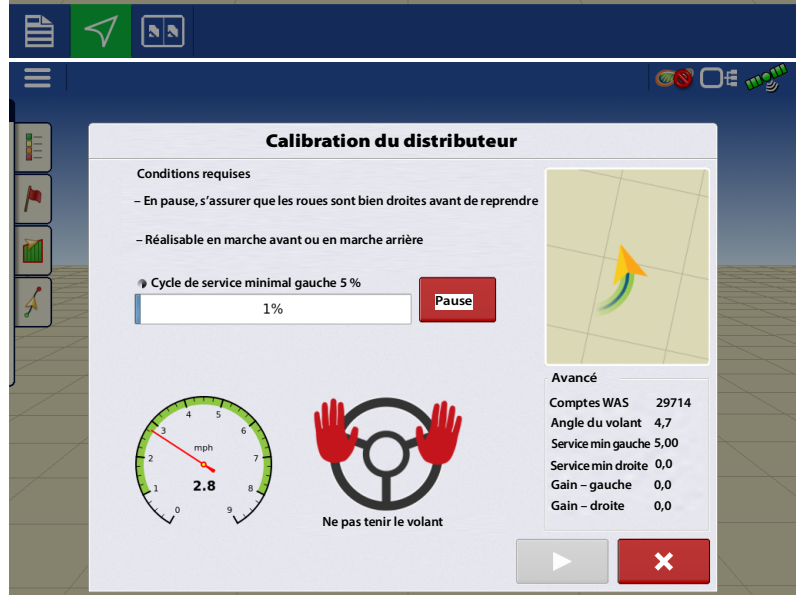 Calibration du distributeur
Conditions requises
– En pause, s'assurer que les roues sont bien droites avant de reprendre
– Réalisable en marche avant ou en marche arrière
Cycle de service minimal gauche 5 %
1%
Pause
0
1
2
3
4
5
6
7
8
9
mph
2.8
Ne pas tenir le volant
Avancé
Comptes WAS 29714
Angle du volant 4,7
Service min gauche 5,00
Service min droite 0,0
Gain – gauche 0,0
Gain – droite 0,0